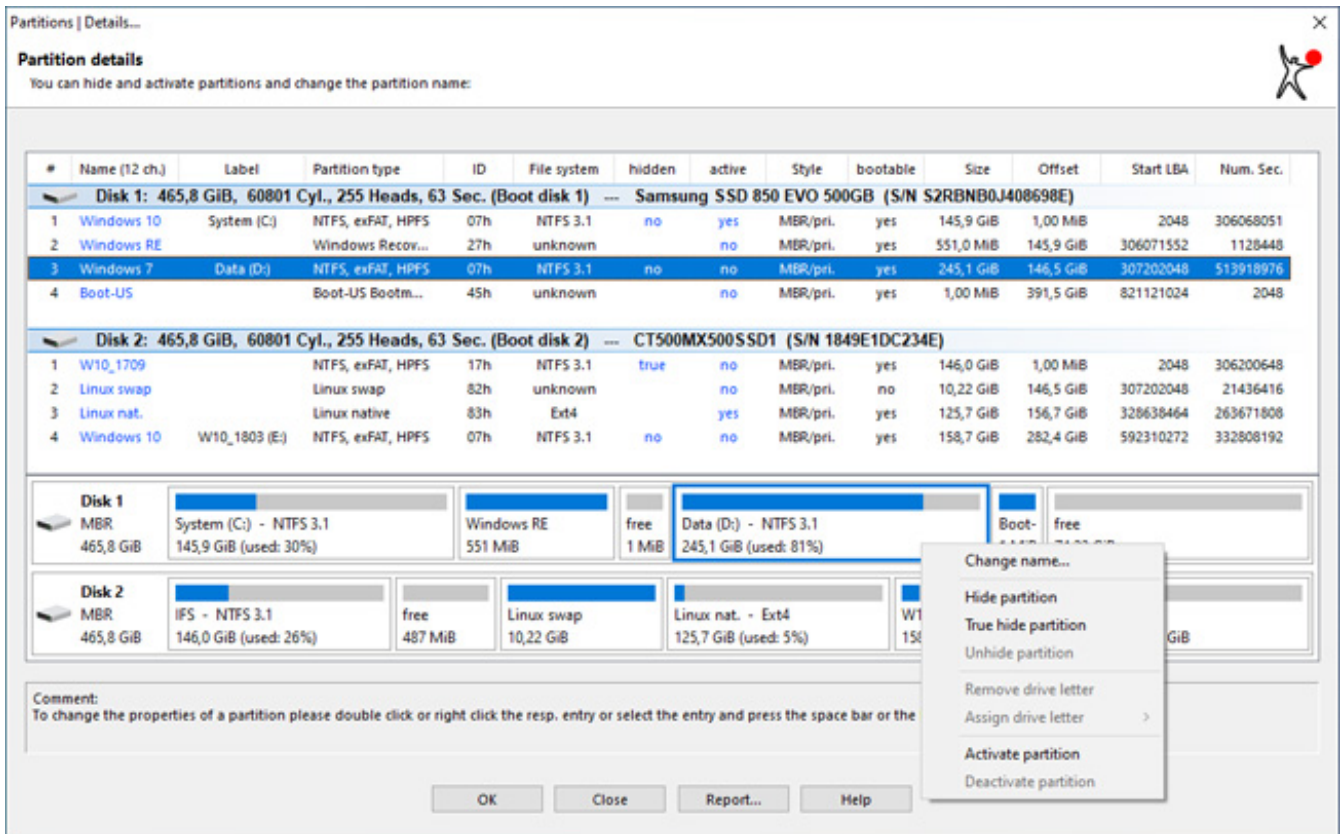 Partitions | Details...
Partition details
You can hide and activate partitions and change the partition name:
# Name (12 ch.) Label Partition type ID File system hidden active Style bootable Size Offset Start LBA Num. Sec.
Disk 1: 465,8 GiB, 60801 Cyl., 255 Heads, 63 Sec. (Boot disk 1) --- Samsung SSD 850 EVO 500GB (S/N S2RBNB0J408698E)
1 Windows 10 System (C:) NTFS, exFAT, HPFS 07h NTFS 3.1 no yes MBR/pri. yes 145,9 GiB 1,00 MiB 2048 306068051
2 Windows RE Windows Recov... 27h unknown no MBR/pri. yes 551,0 MiB 145,9 GiB 306071552 1128448
3 Windows 7 Data (D:) NTFS, exFAT, HPFS 07h NTFS 3.1 no no MBR/pri. yes 245,1 GiB 146,5 GiB 307202048 513918976
4 Boot-US Boot-US Bootm... 45h unknown no MBR/pri. yes 1,00 MiB 391,5 GiB 821121024 2048
Disk 2: 465,8 GiB, 60801 Cyl., 255 Heads, 63 Sec. (Boot disk 2) --- CT500MX500SSD1 (S/N 1849E1DC234E)
1 W10_1709 NTFS, exFAT, HPFS 17h NTFS 3.1 true no MBR/pri. yes 146,0 GiB 1,00 MiB 2048 306200648
2 Linux swap Linux swap 82h unknown no MBR/pri. no 10,22 GiB 146,5 GiB 307202048 21436416
3 Linux nat. Linux native 83h Ext4 yes MBR/pri. yes 125,7 GiB 156,7 GiB 328638464 263671808
4 Windows 10 W10_1803 (E:) NTFS, exFAT, HPFS 07h NTFS 3.1 no no MBR/pri. yes 158,7 GiB 282,4 GiB 592310272 332808192
Disk 1
MBR System (C:) - NTFS 3.1 Windows RE free Data (D:) - NTFS 3.1 Boot- free
465,8 GiB 145,9 GiB (used: 30%) 551 MiB 1 MiB 245,1 GiB (used: 81%)
Disk 2
MBR IFS - NTFS 3.1 free Linux swap Linux nat. - Ext4 W1
465,8 GiB 146,0 GiB (used: 26%) 487 MiB 10,22 GiB 125,7 GiB (used: 5%) 158 GiB
Change name...
Hide partition
True hide partition
Unhide partition
Remove drive letter
Assign drive letter >
Activate partition
Deactivate partition
Comment:
To change the properties of a partition please double click or right click the resp. entry or select the entry and press the space bar or the
OK Close Report... Help